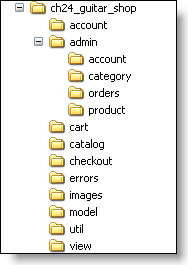 ch24_guitar_shop
account
admin
account
category
orders
product
cart
catalog
checkout
errors
images
model
util
view